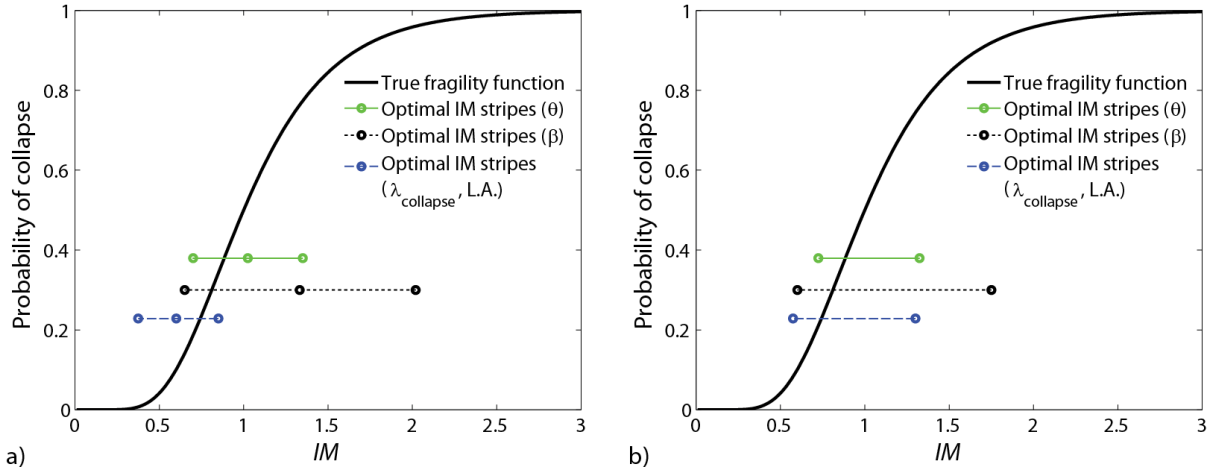 1
0.8
0.6
0.4
0.2
0
0
0.5
1
1.5
2
2.5
3
Probability of collapse
IM
True fragility function
Optimal IM stripes (θ)
Optimal IM stripes (β)
Optimal IM stripes
(λcollapse, L.A.)
a)
1
0.8
0.6
0.4
0.2
0
0
0.5
1
1.5
2
2.5
3
Probability of collapse
IM
True fragility function
Optimal IM stripes (θ)
Optimal IM stripes (β)
Optimal IM stripes
(λcollapse, L.A.)
b)